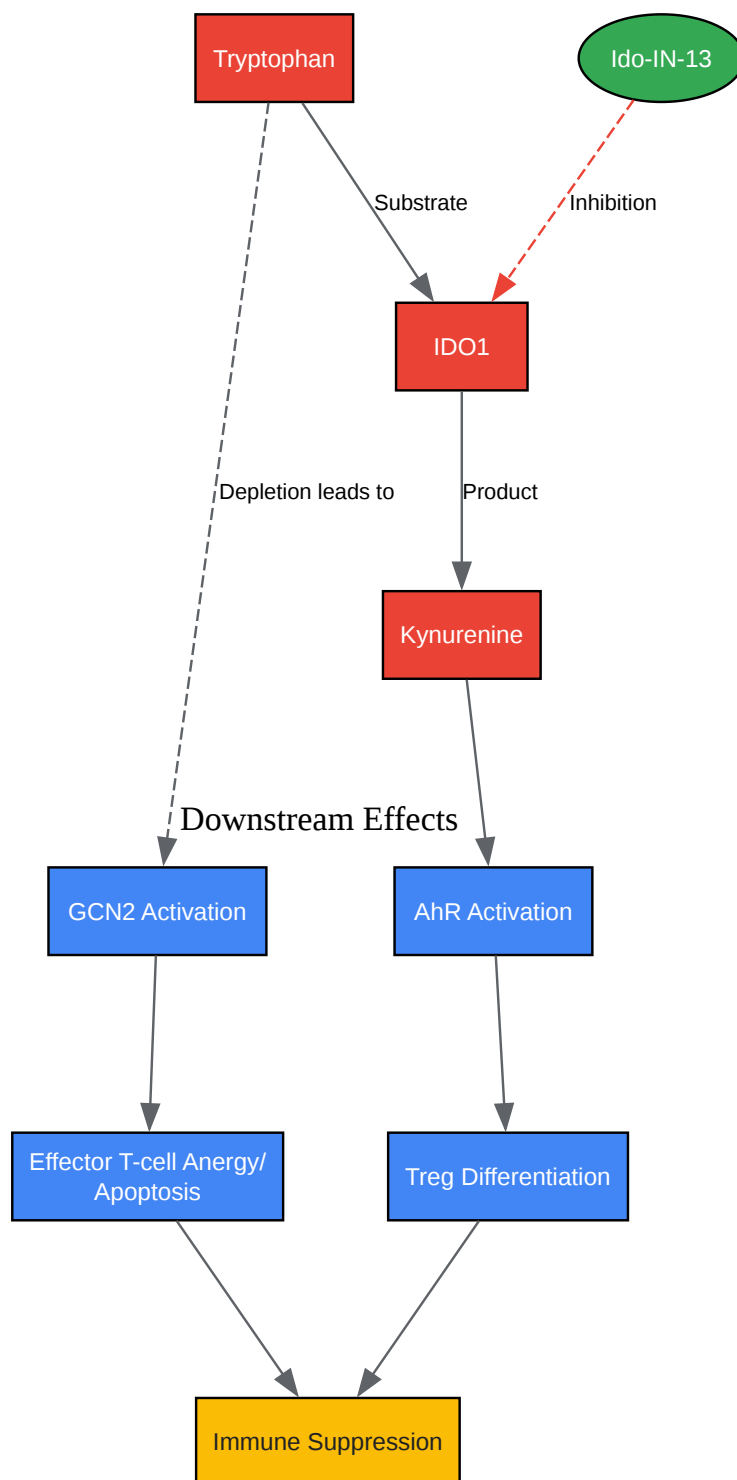 Tryptophan
Ido-IN-13
Substrate
Inhibition
IDO1
Depletion leads to
Product
Kynurenine
Downstream Effects
GCN2 Activation
AhR Activation
Effector T-cell Anergy/
Apoptosis
Treg Differentiation
Immune Suppression